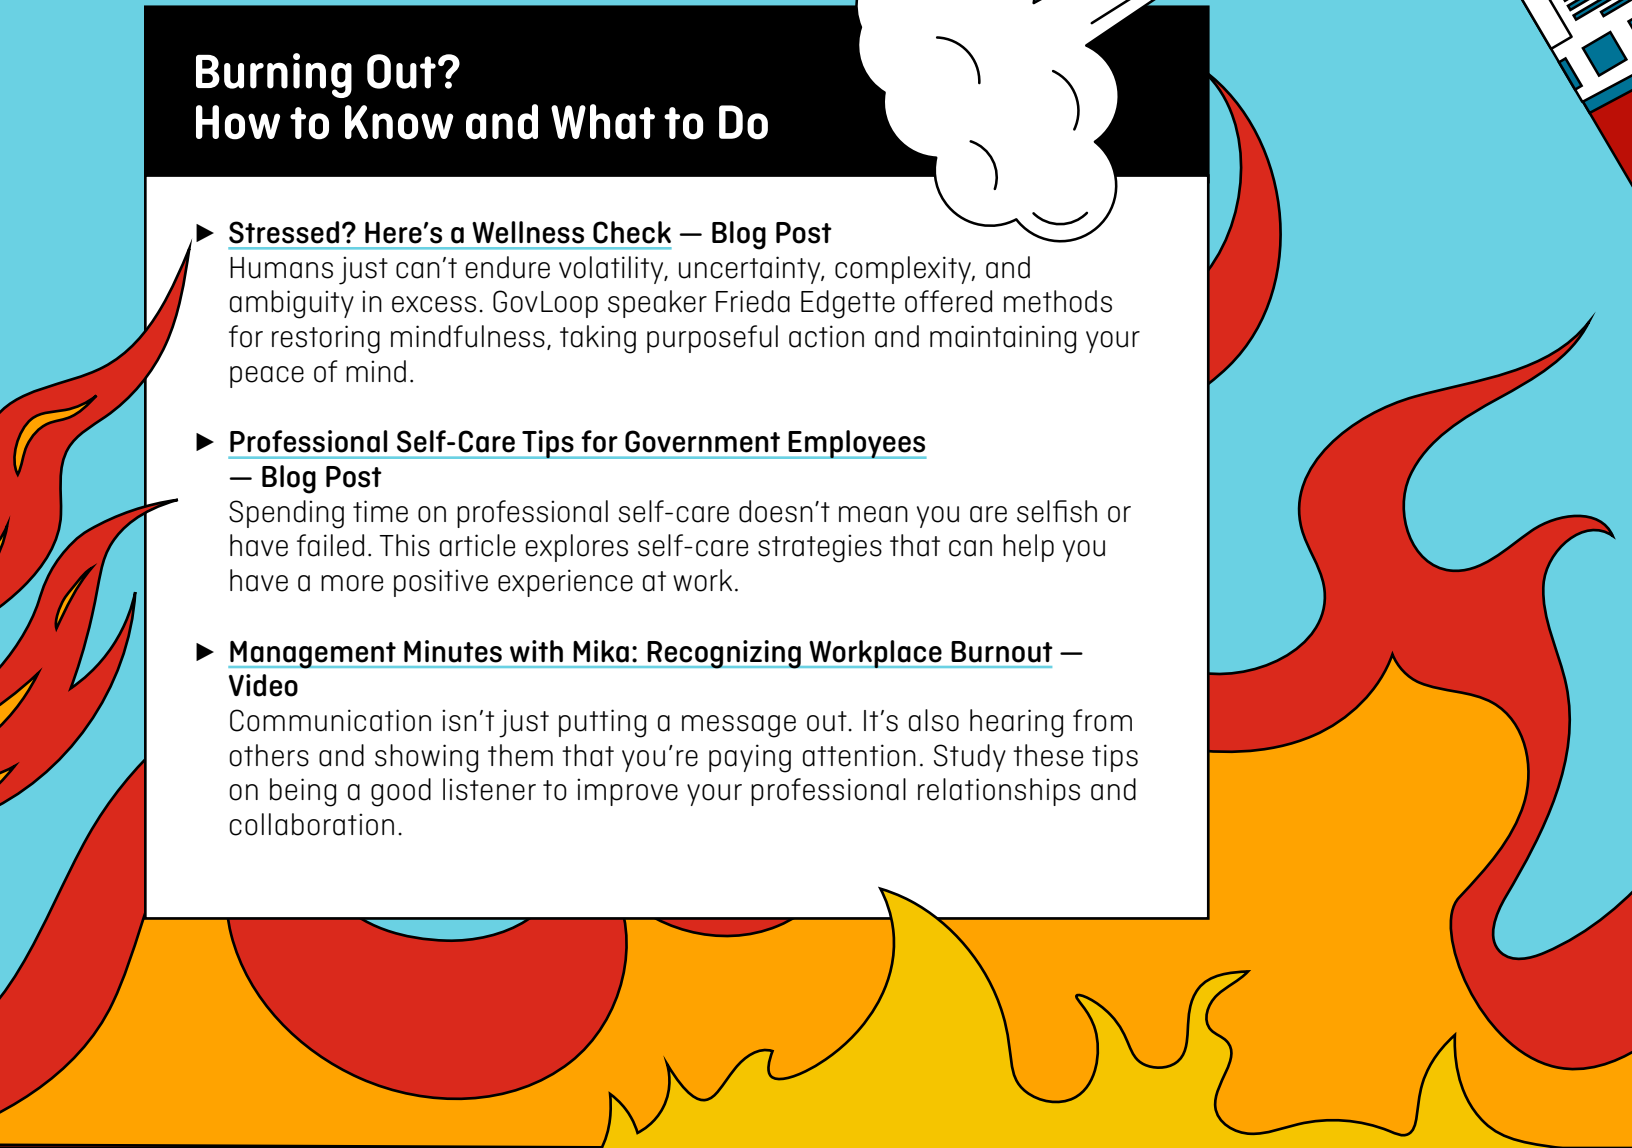 Burning Out?
How to Know and What to Do
► Stressed? Here's a Wellness Check — Blog Post
Humans just can't endure volatility, uncertainty, complexity, and
ambiguity in excess. GovLoop speaker Frieda Edgette offered methods
for restoring mindfulness, taking purposeful action and maintaining your
peace of mind.
► Professional Self-Care Tips for Government Employees
— Blog Post
Spending time on professional self-care doesn't mean you are selfish or
have failed. This article explores self-care strategies that can help you
have a more positive experience at work.
► Management Minutes with Mika: Recognizing Workplace Burnout —
Video
Communication isn't just putting a message out. It's also hearing from
others and showing them that you're paying attention. Study these tips
on being a good listener to improve your professional relationships and
collaboration.